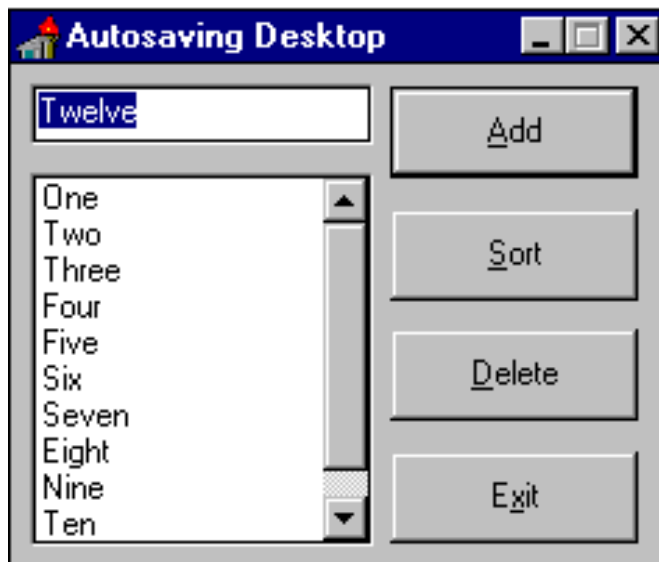 Autosaving Desktop
Twelve
Add
One
Two
Three
Four
Five
Six
Seven
Eight
Nine
Ten
Sort
Delete
Exit